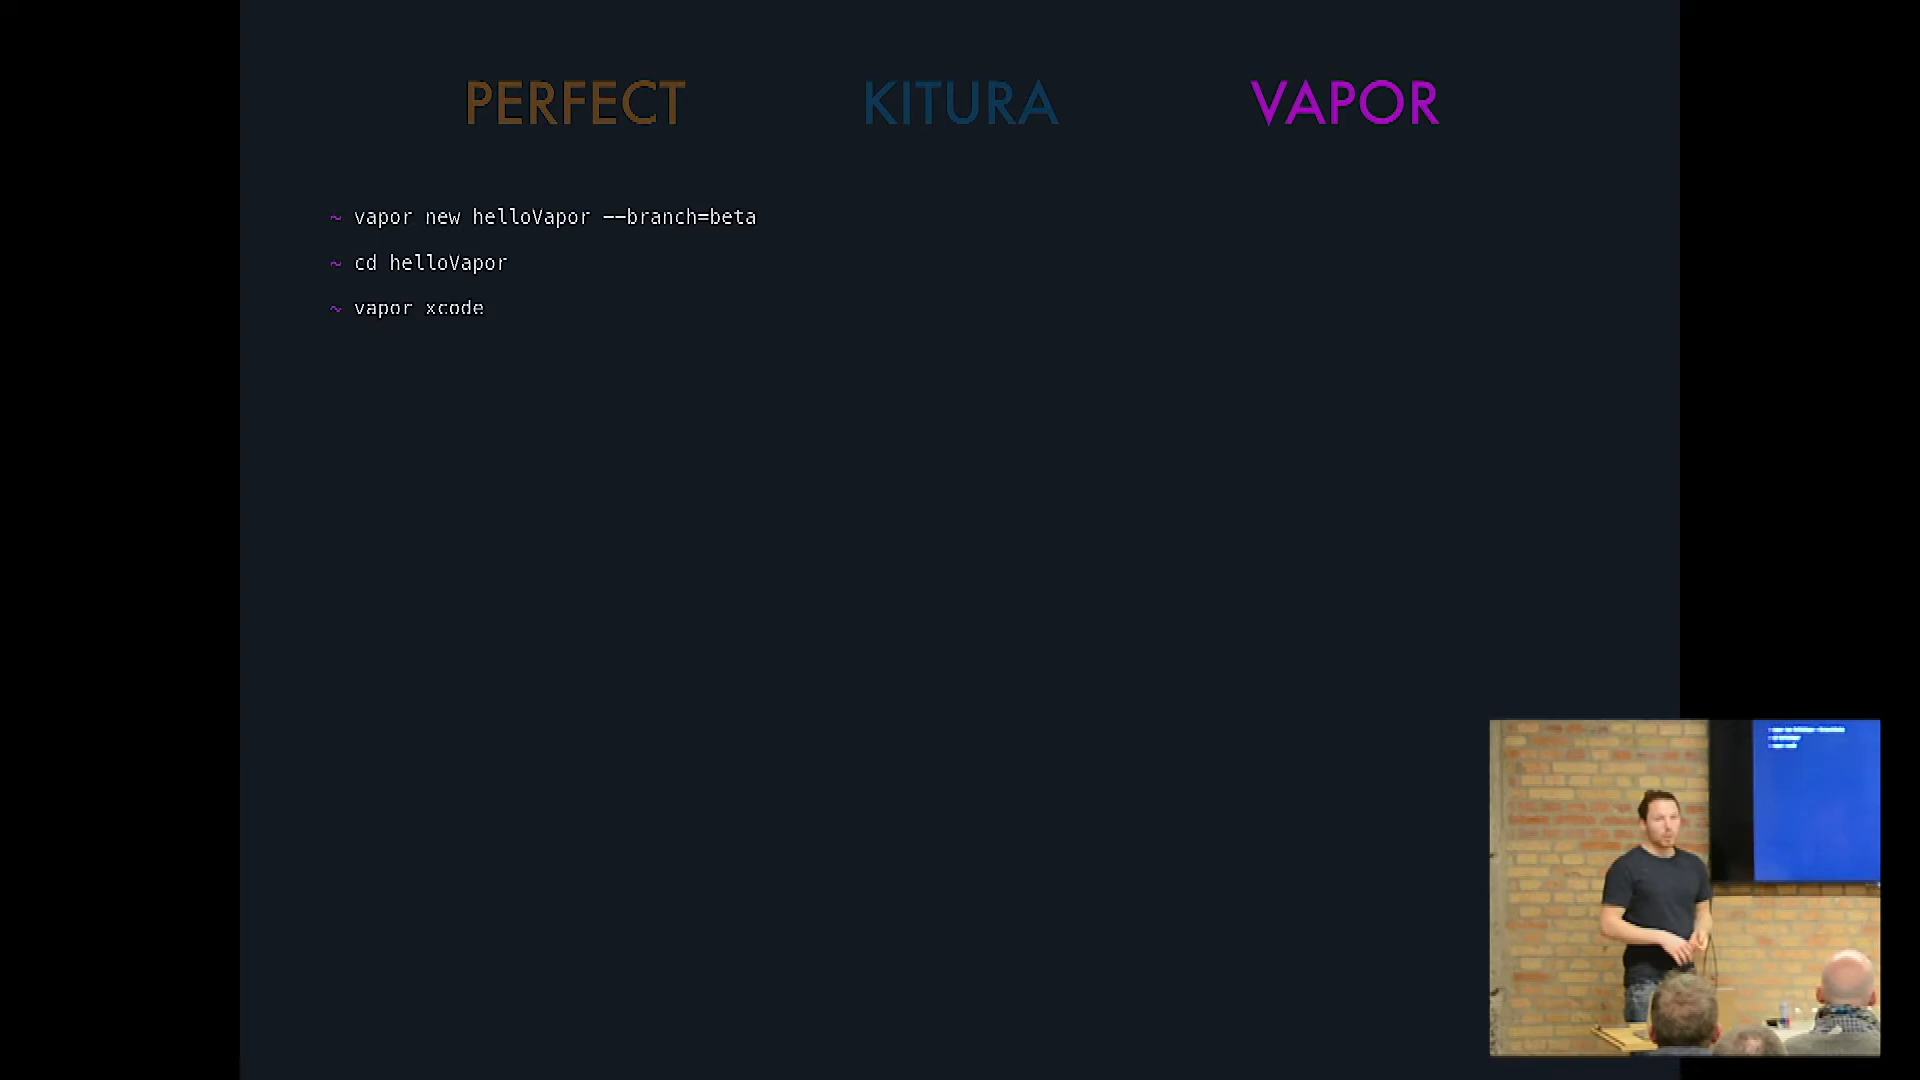 PERFECT KITURA VAPOR
~ vapor new helloVapor --branch=beta
~ cd helloVapor
~ vapor xcode